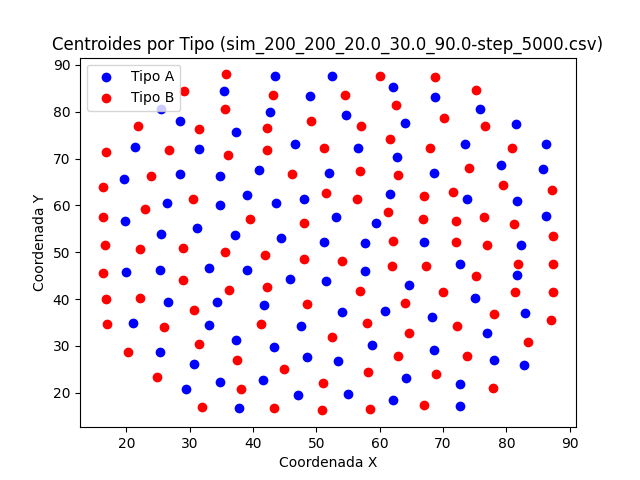 Centroides por Tipo (sim_200_200_20.0_30.0_90.0-step_5000.csv)
Tipo A
Tipo B
90
80
70
60
50
40
30
20
Coordenada Y
20 30 40 50 60 70 80 90
Coordenada X